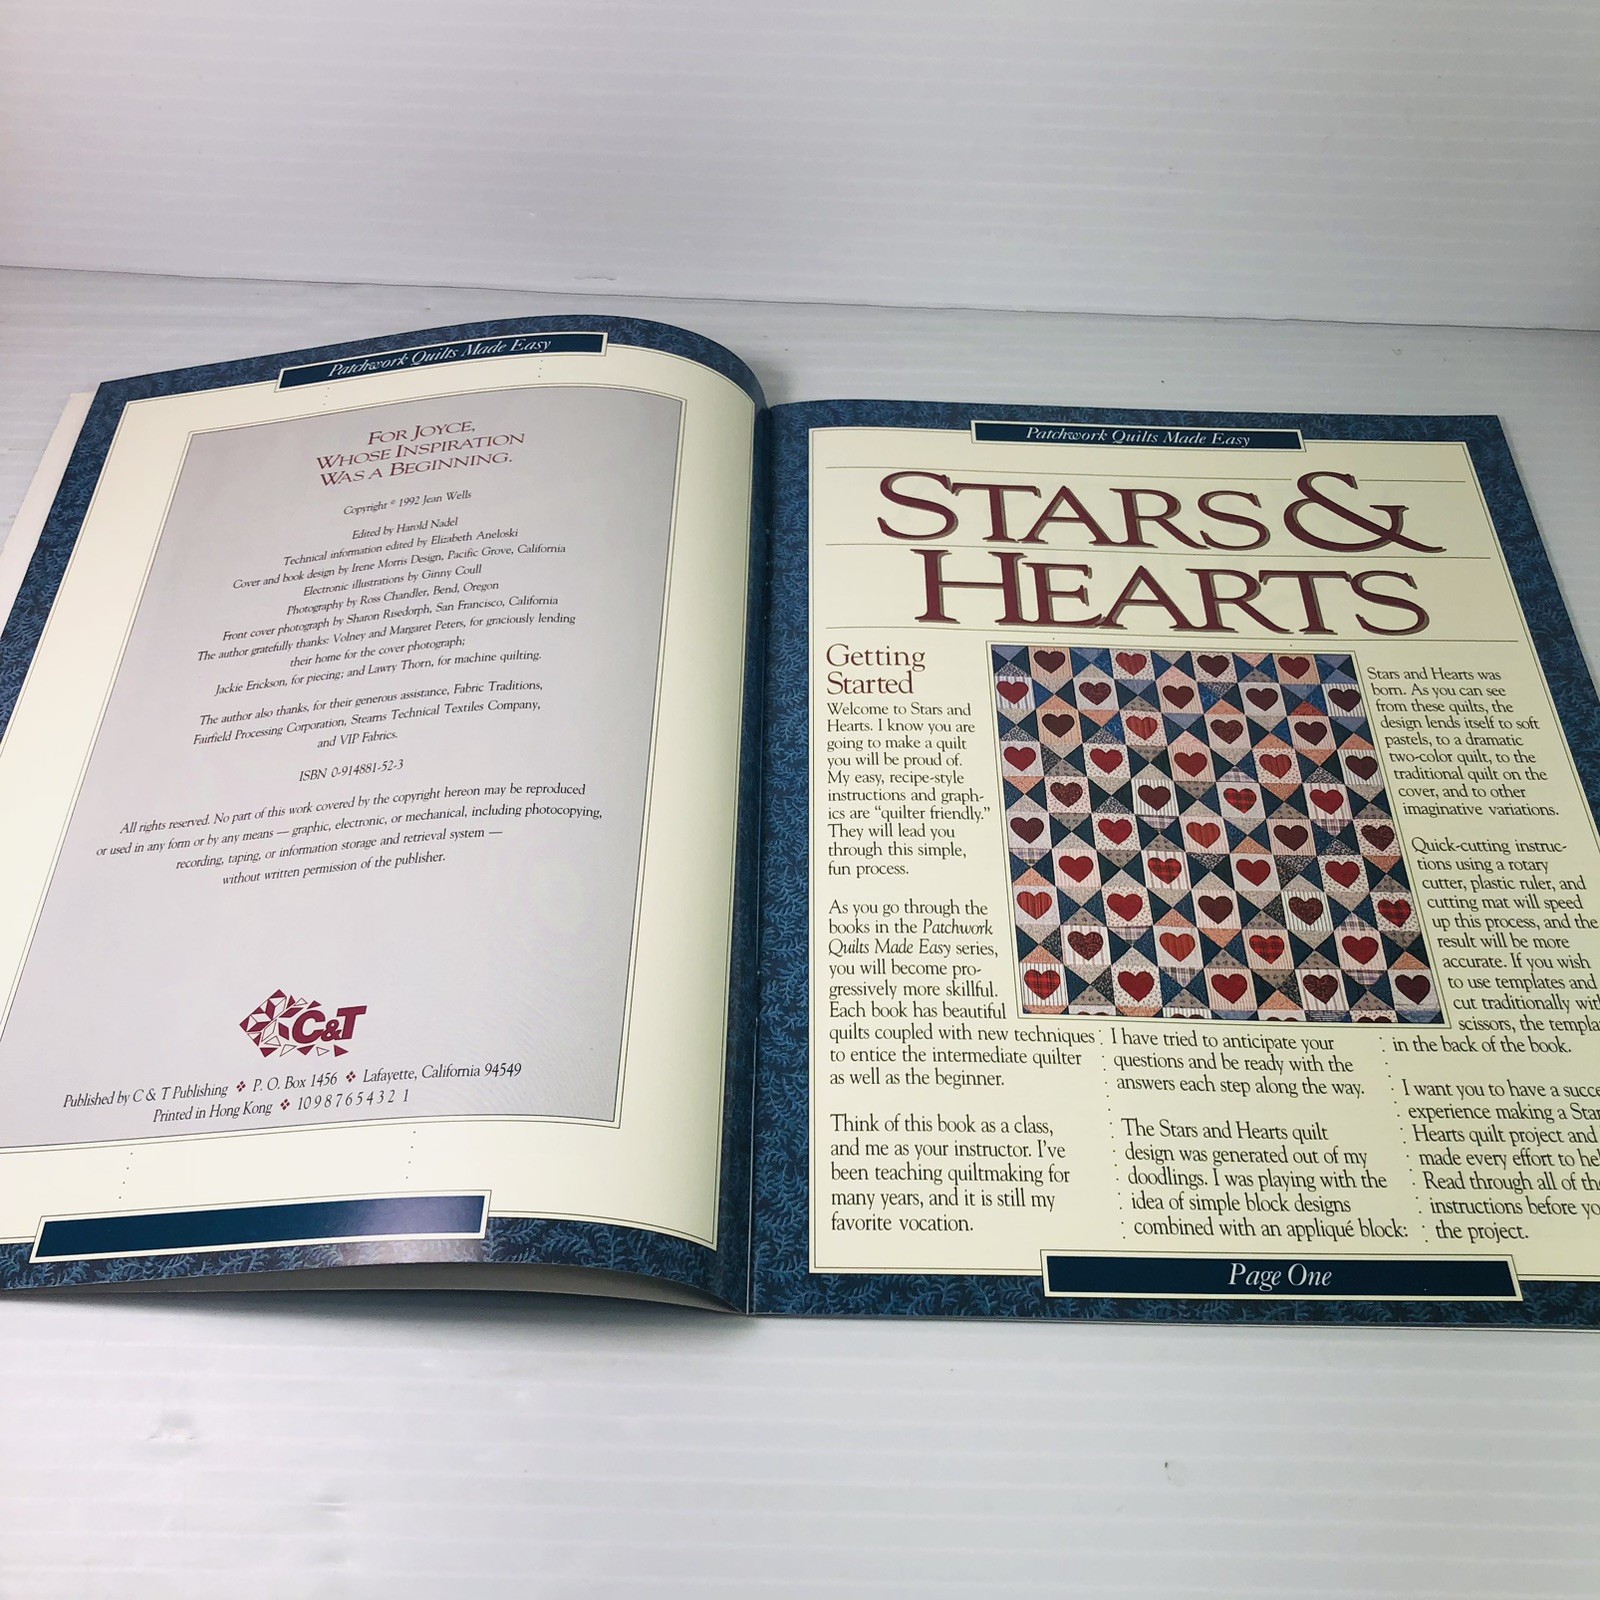 Patchwork Quilts Made Easy
FOR JOYCE,
WHOSE INSPIRATION
WAS A BEGINNING.
Copyright © 1992 Jean Wells
Edited by Harold Nadel
Technical information edited by Elizabeth Aneloski
Cover and book design by Irene Morris Design, Pacific Grove, California
Electronic illustrations by Ginny Coull
Photography by Ross Chandler, Bend, Oregon
Front cover photograph by Sharon Risedorph, San Francisco, California
The author gratefully thanks: Volney and Margaret Peters, for graciously lending
their home for the cover photograph;
Jackie Erickson, for piecing; and Lawry Thorn, for machine quilting.
The author also thanks, for their generous assistance, Fabric Traditions,
Fairfield Processing Corporation, Stearns Technical Textiles Company,
and VIP Fabrics.
ISBN 0-914881-52-3
All rights reserved. No part of this work covered by the copyright hereon may be reproduced
or used in any form or by any means — graphic, electronic, or mechanical, including photocopying,
recording, taping, or information storage and retrieval system —
without written permission of the publisher.
C&T
Published by C & T Publishing ❖ P. O. Box 1456 ❖ Lafayette, California 94549
Printed in Hong Kong ❖ 10 9 8 7 6 5 4 3 2 1
Patchwork Quilts Made Easy
STARS &
HEARTS
Getting
Started
Welcome to Stars and
Hearts. I know you are
going to make a quilt
you will be proud of.
My easy, recipe-style
instructions and graph-
ics are “quilter friendly.”
They will lead you
through this simple,
fun process.
As you go through the
books in the Patchwork
Quilts Made Easy series,
you will become pro-
gressively more skillful.
Each book has beautiful
quilts coupled with new techniques
to entice the intermediate quilter
as well as the beginner.
Think of this book as a class,
and me as your instructor. I've
been teaching quiltmaking for
many years, and it is still my
favorite vocation.
I have tried to anticipate your
questions and be ready with the
answers each step along the way.
The Stars and Hearts quilt
design was generated out of my
doodlings. I was playing with the
idea of simple block designs
combined with an appliqué block:
Stars and Hearts was
born. As you can see
from these quilts, the
design lends itself to soft
pastels, to a dramatic
two-color quilt, to the
traditional quilt on the
cover, and to other
imaginative variations.
Quick-cutting instruc-
tions using a rotary
cutter, plastic ruler, and
cutting mat will speed
up this process, and the
result will be more
accurate. If you wish
to use templates and
cut traditionally
scissors, the
in the back of the book.
I want you to have a
experience making a
Hearts quilt project and
made every effort to
Read through all of
instructions before
the project.
Page One